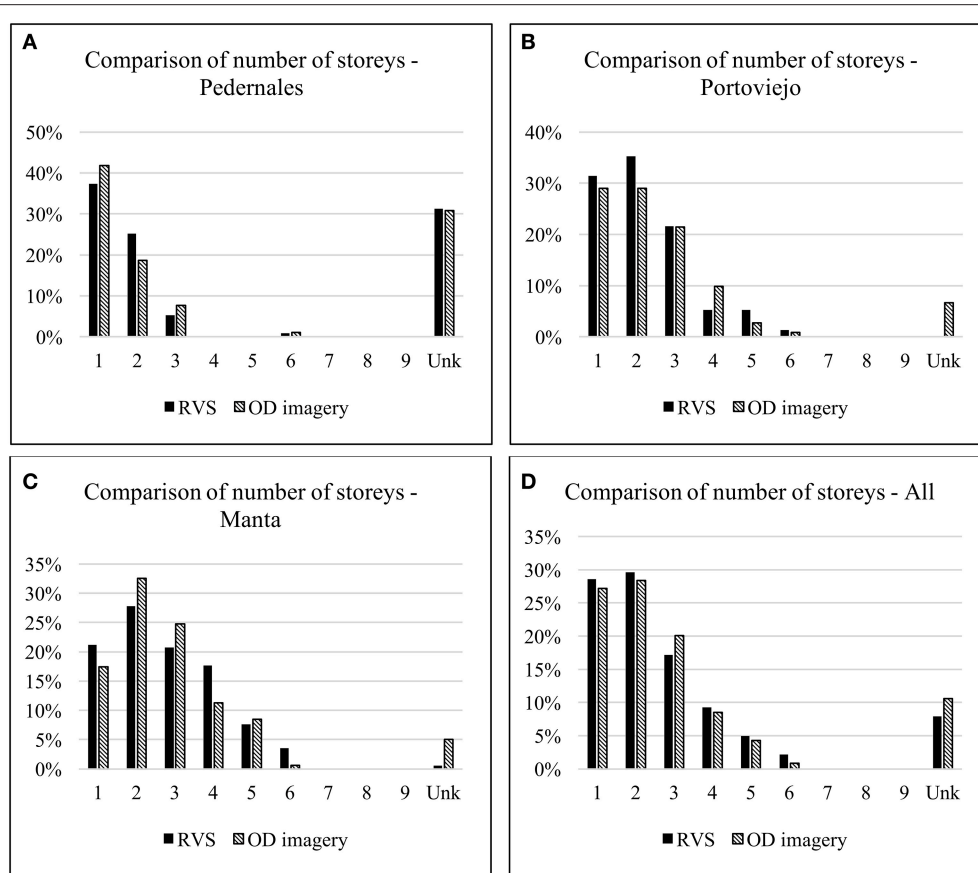 A
Comparison of number of storeys -
Pedernales
50%
40%
30%
20%
10%
0%
1 2 3 4 5 6 7 8 9 Unk
RVS OD imagery
B
Comparison of number of storeys -
Portoviejo
40%
30%
20%
10%
0%
1 2 3 4 5 6 7 8 9 Unk
RVS OD imagery
C
Comparison of number of storeys -
Manta
35%
30%
25%
20%
15%
10%
5%
0%
1 2 3 4 5 6 7 8 9 Unk
RVS OD imagery
D
Comparison of number of storeys - All
35%
30%
25%
20%
15%
10%
5%
0%
1 2 3 4 5 6 7 8 9 Unk
RVS OD imagery